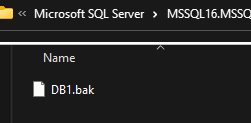 « Microsoft SQL Server › MSSQL16.MSSQ
Name
DB1.bak